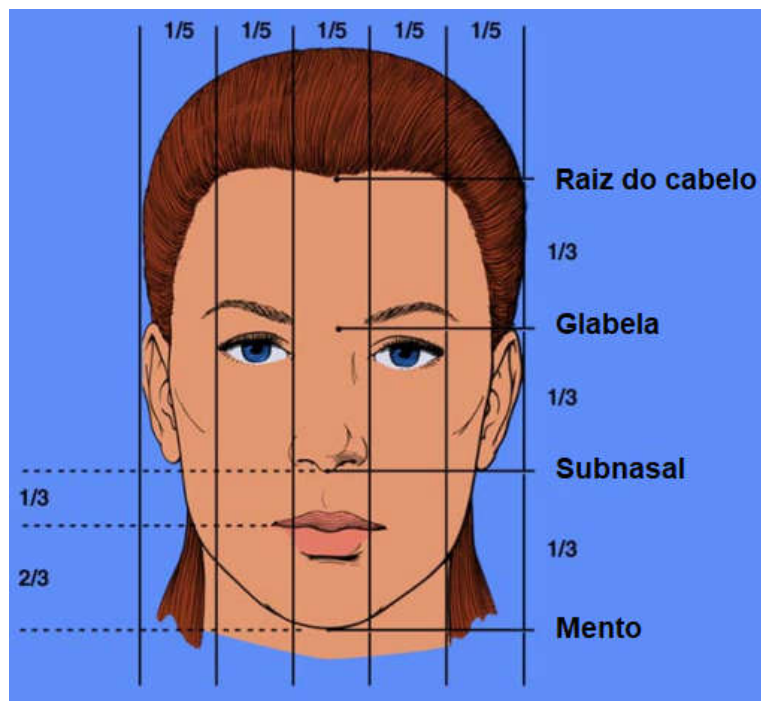 1/5 1/5 1/5 1/5 1/5
Raiz do cabelo
1/3
Glabela
1/3
Subnasal
1/3
1/3
2/3
Mento